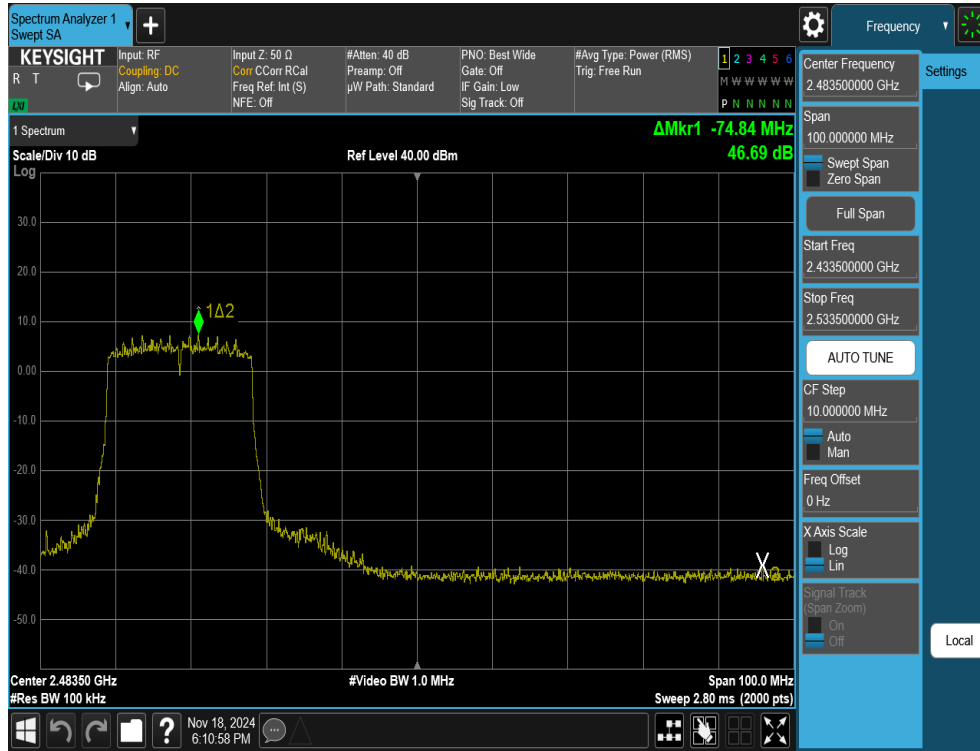 Spectrum Analyzer 1
Swept SA
Frequency
KEYSIGHT
R T
LXI
Input: RF
Coupling: DC
Align: Auto
Input Z: 50 Ω
Corr CCorr RCal
Freq Ref: Int (S)
NFE: Off
#Atten: 40 dB
Preamp: Off
µW Path: Standard
PNO: Best Wide
Gate: Off
IF Gain: Low
Sig Track: Off
#Avg Type: Power (RMS)
Trig: Free Run
1 2 3 4 5 6
M W W W W W
P N N N N N
1 Spectrum
ΔMkr1 -74.84 MHz
46.69 dB
Scale/Div 10 dB
Ref Level 40.00 dBm
Log
30.0
20.0
10.0
0.00
-10.0
-20.0
-30.0
-40.0
-50.0
1Δ2
X
Center 2.48350 GHz
#Video BW 1.0 MHz
Span 100.0 MHz
#Res BW 100 kHz
Sweep 2.80 ms (2000 pts)
Nov 18, 2024
6:10:58 PM
Center Frequency
2.483500000 GHz
Settings
Span
100.000000 MHz
Swept Span
Zero Span
Full Span
Start Freq
2.433500000 GHz
Stop Freq
2.533500000 GHz
AUTO TUNE
CF Step
10.000000 MHz
Auto
Man
Freq Offset
0 Hz
X Axis Scale
Log
Lin
Signal Track
(Span Zoom)
On
Off
Local